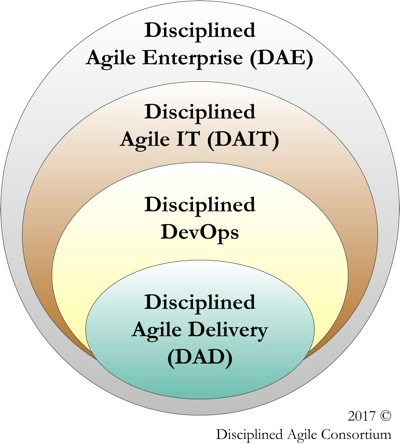 Disciplined
Agile Enterprise (DAE)
Disciplined
Agile IT (DAIT)
Disciplined
DevOps
Disciplined
Agile Delivery
(DAD)
2017 ©
Disciplined Agile Consortium